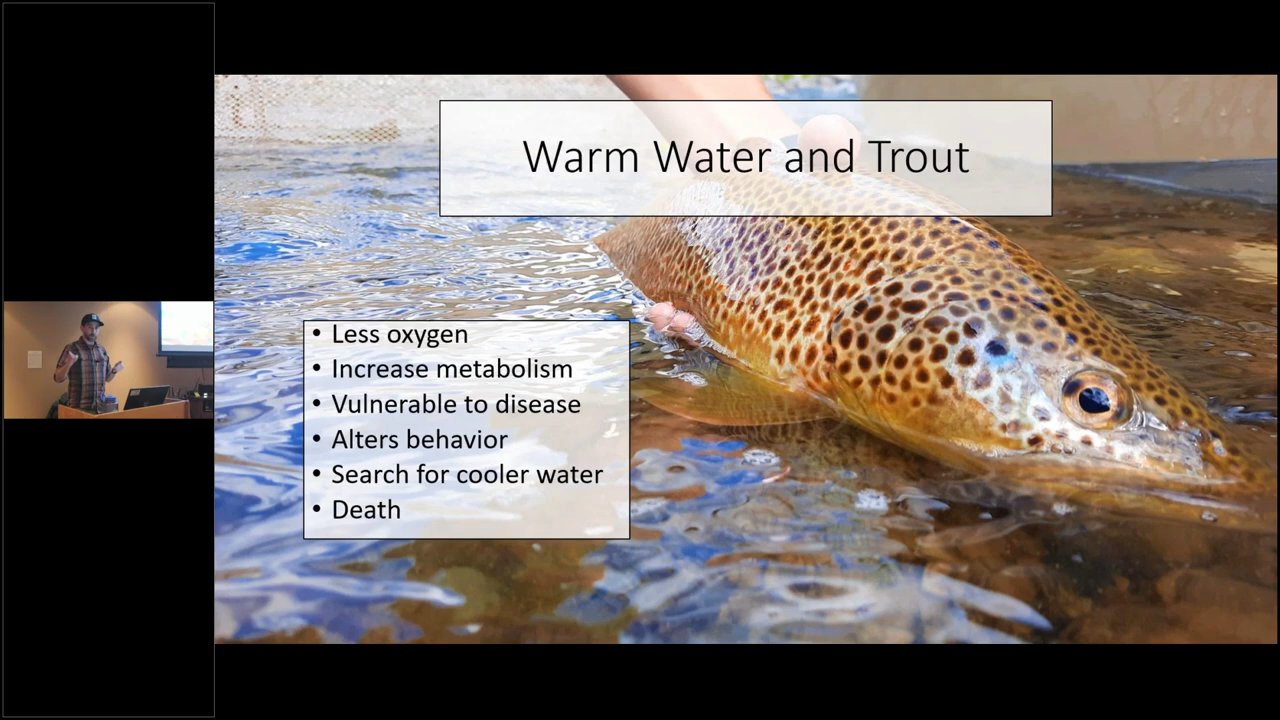 Warm Water and Trout
• Less oxygen
• Increase metabolism
• Vulnerable to disease
• Alters behavior
• Search for cooler water
• Death